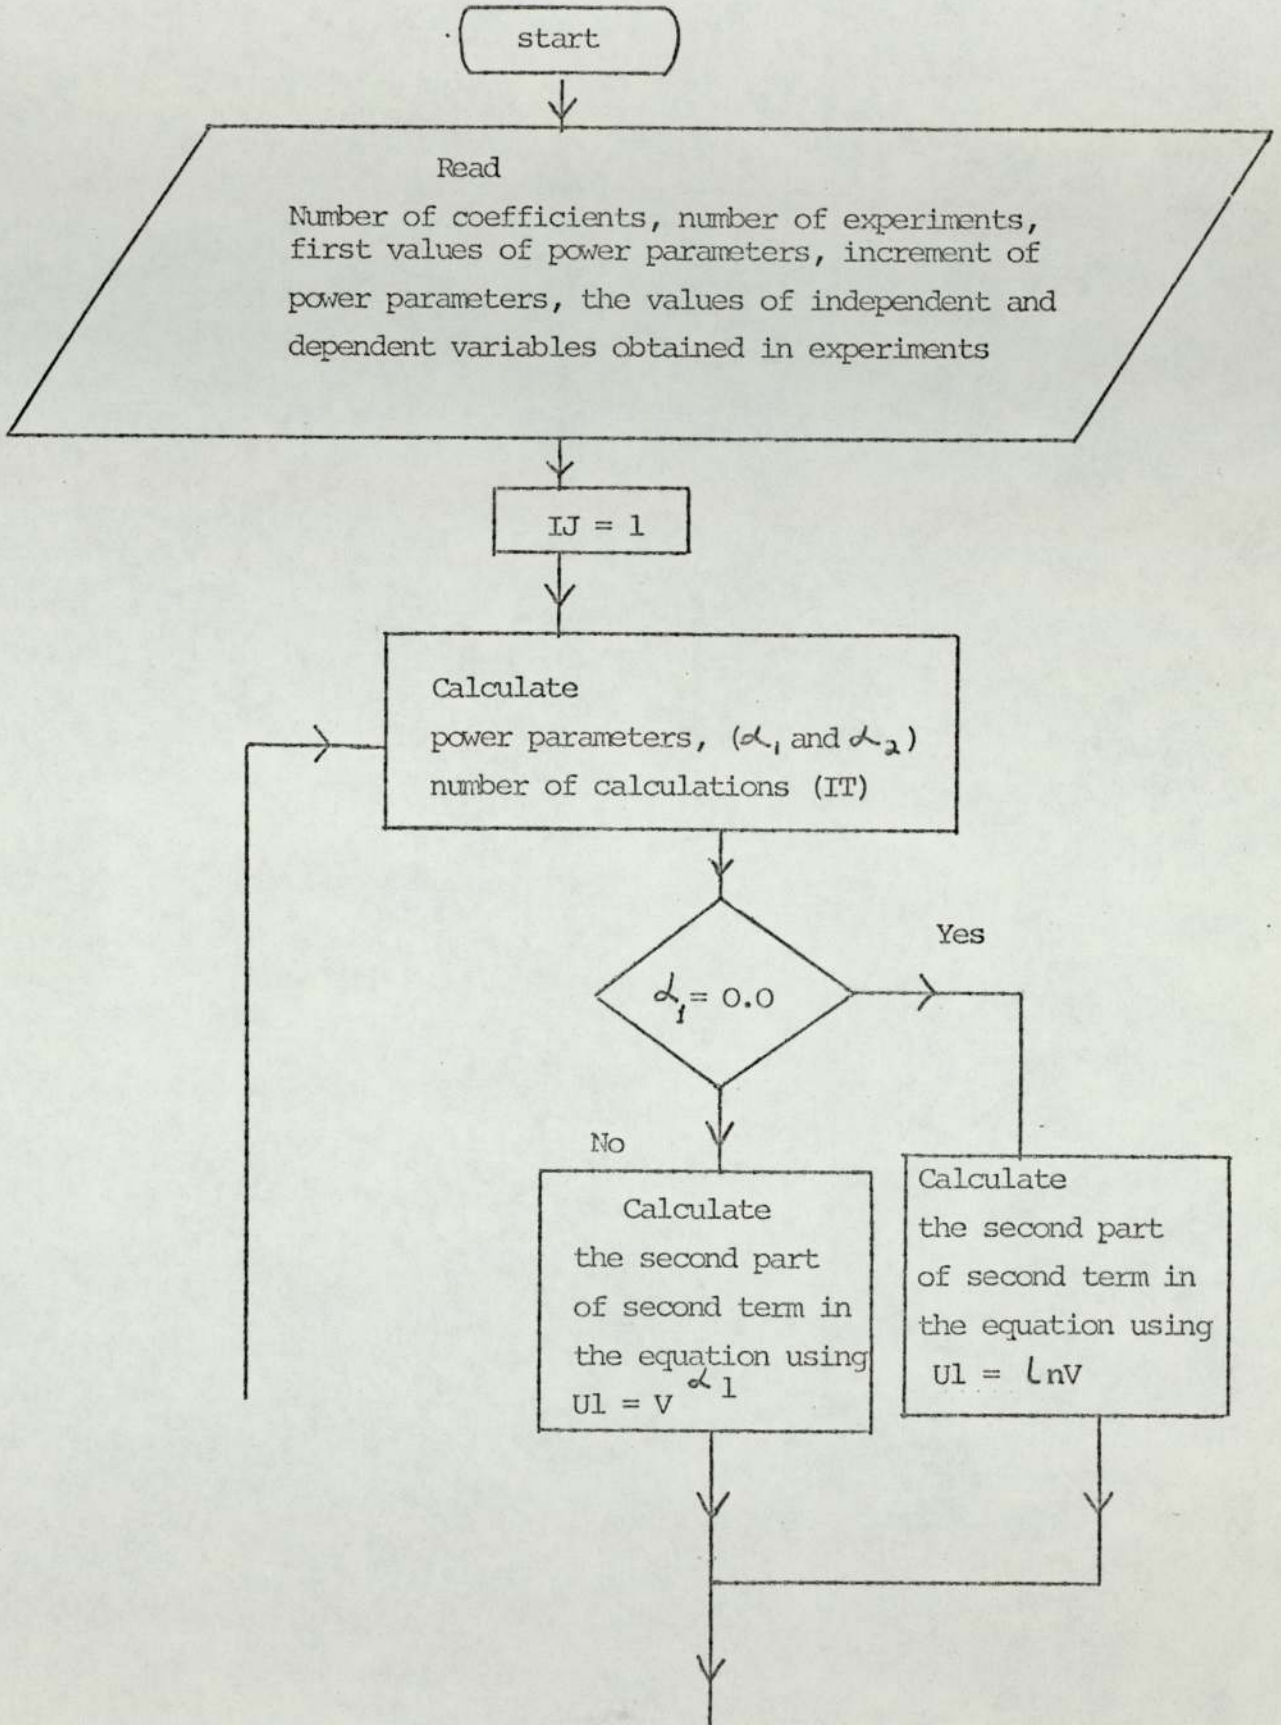 start
Read
Number of coefficients, number of experiments,
first values of power parameters, increment of
power parameters, the values of independent and
dependent variables obtained in experiments
IJ = 1
Calculate
power parameters, (α₁ and α₂)
number of calculations (IT)
α₁ = 0.0
Yes
No
Calculate
the second part
of second term in
the equation using
U1 = V^α1
Calculate
the second part
of second term in
the equation using
U1 = lnV